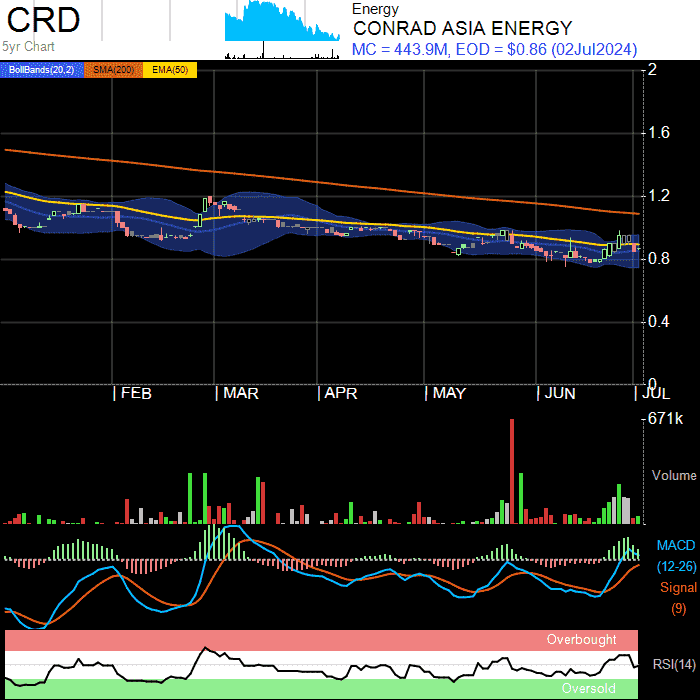 CRD
5yr Chart
Energy
CONRAD ASIA ENERGY
MC = 443.9M, EOD = $0.86 (02Jul2024)
BollBands(20,2) SMA(200) EMA(50)
2
1.6
1.2
0.8
0.4
0
FEB MAR APR MAY JUN JUL
671k
Volume
MACD
(12-26)
Signal
(9)
Overbought
RSI(14)
Oversold